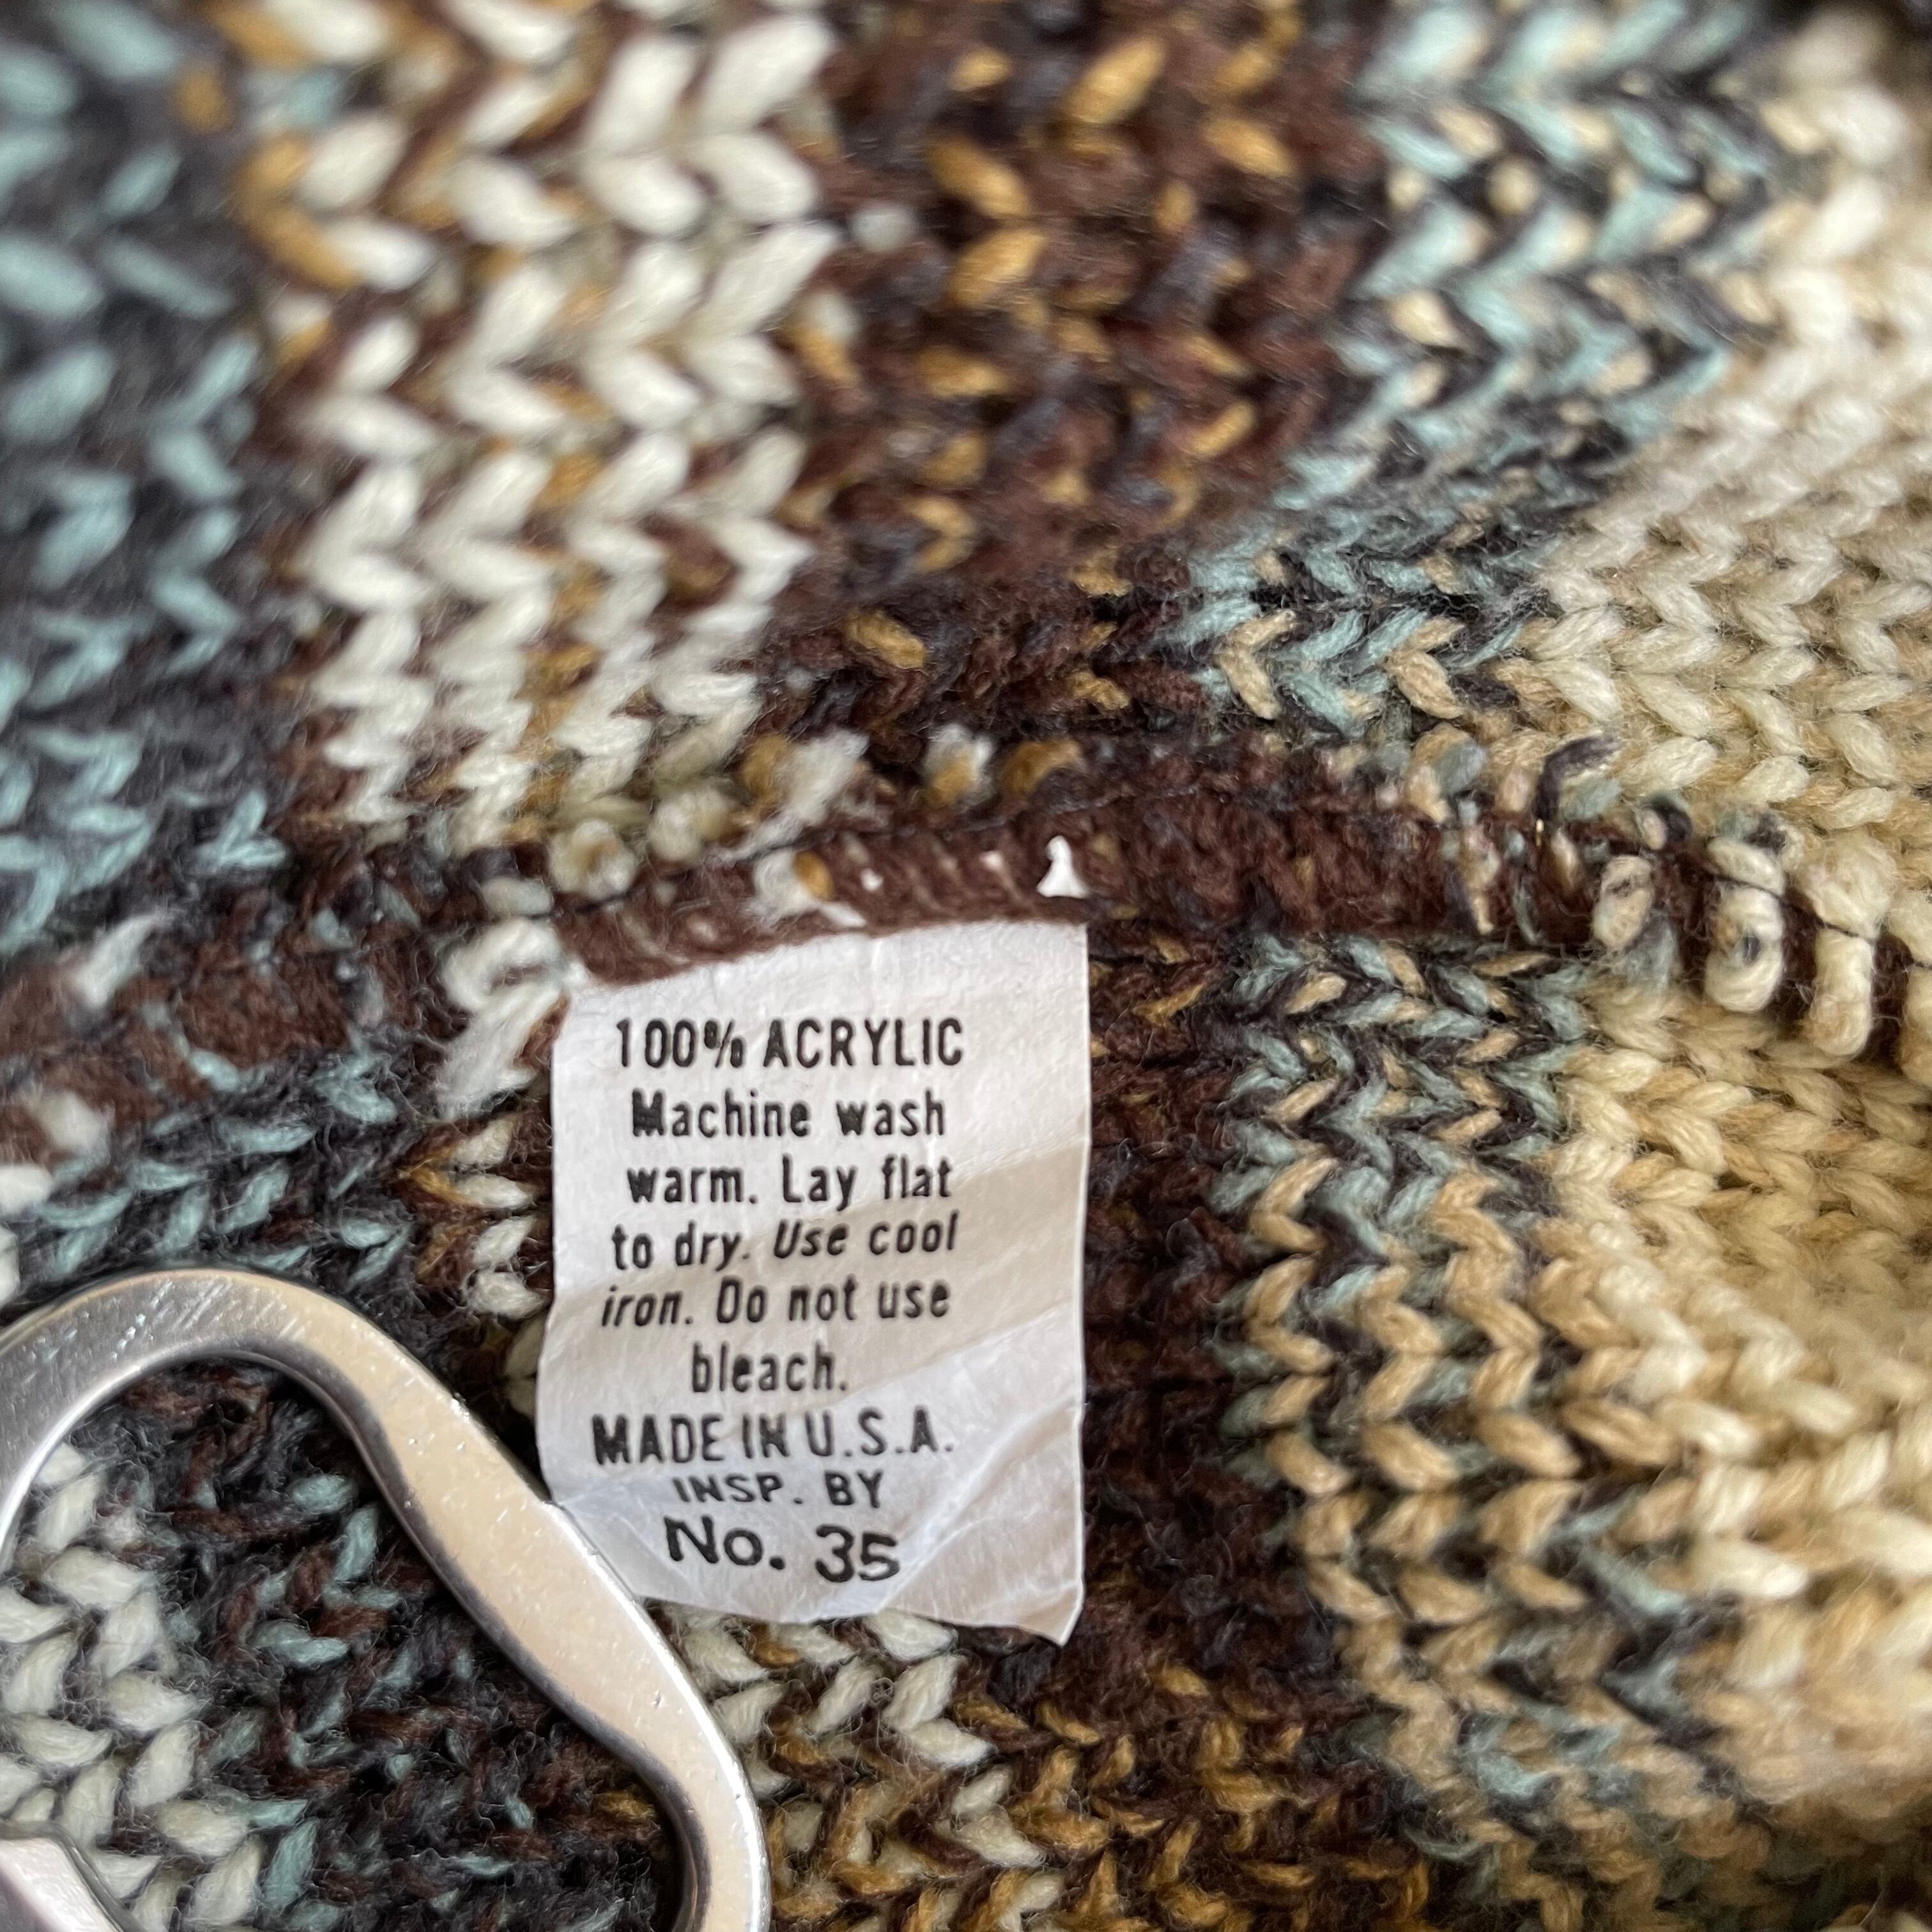 100% ACRYLIC
Machine wash
warm. Lay flat
to dry. Use cool
iron. Do not use
bleach.
MADE IN U.S.A.
INSP. BY
No. 35